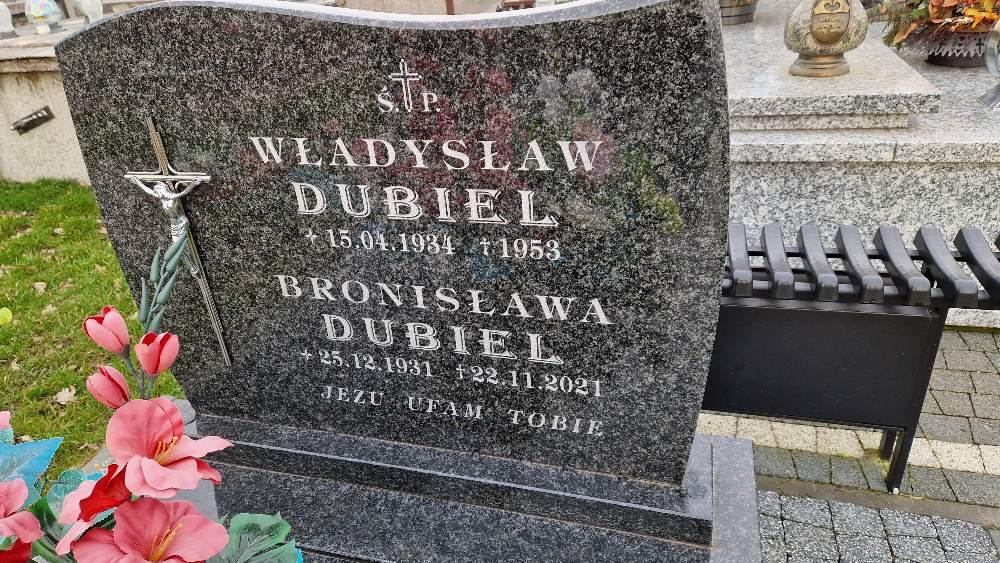 Ś. P.
WŁADYSŁAW
DUBIEL
+ 15.04.1934 † 1953
BRONISŁAWA
DUBIEL
+ 25.12.1931 † 22.11.2021
JEZU UFAM TOBIE